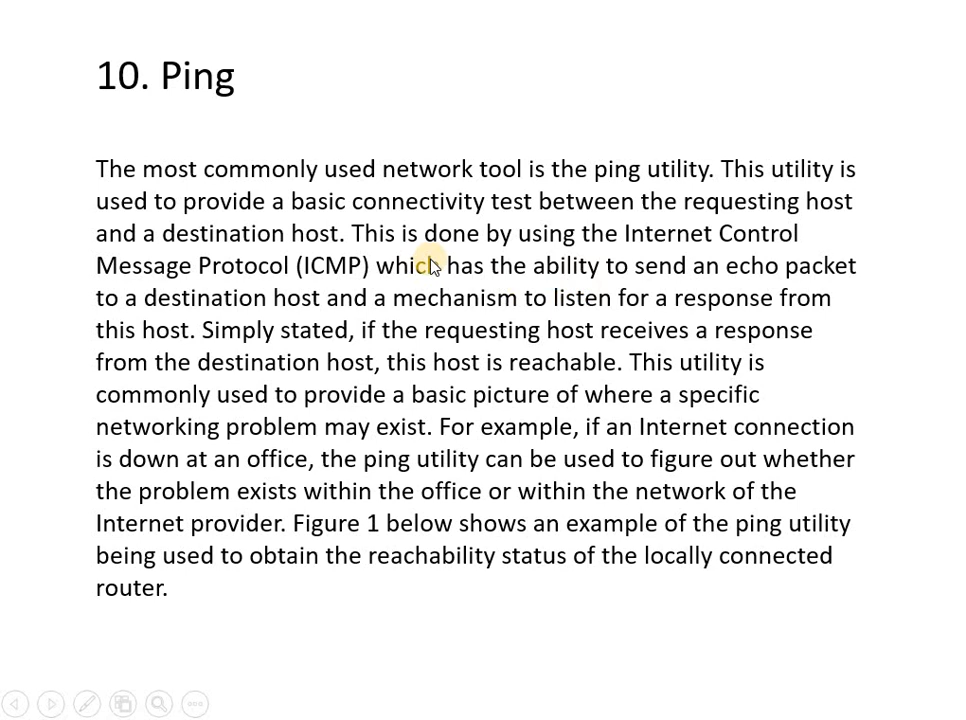 10. Ping
The most commonly used network tool is the ping utility. This utility is
used to provide a basic connectivity test between the requesting host
and a destination host. This is done by using the Internet Control
Message Protocol (ICMP) which has the ability to send an echo packet
to a destination host and a mechanism to listen for a response from
this host. Simply stated, if the requesting host receives a response
from the destination host, this host is reachable. This utility is
commonly used to provide a basic picture of where a specific
networking problem may exist. For example, if an Internet connection
is down at an office, the ping utility can be used to figure out whether
the problem exists within the office or within the network of the
Internet provider. Figure 1 below shows an example of the ping utility
being used to obtain the reachability status of the locally connected
router.